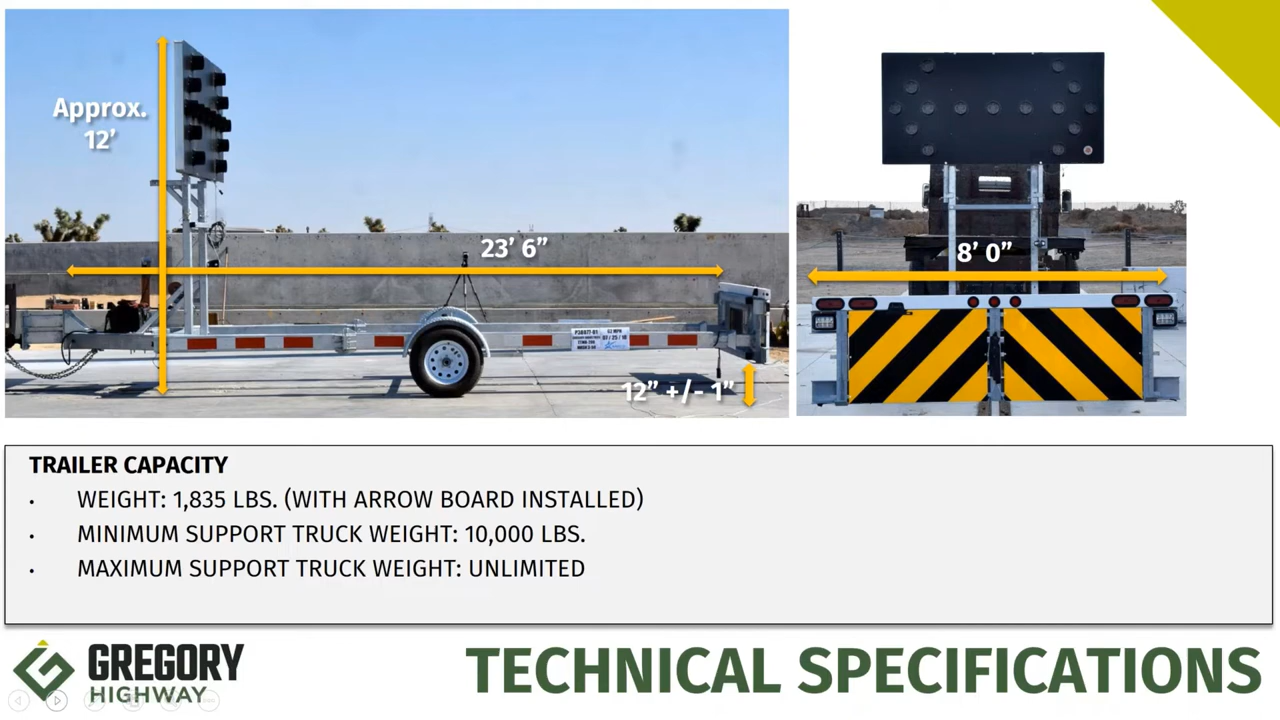 Approx.
12'
23' 6"
12" +/- 1"
8' 0"
TRAILER CAPACITY
· WEIGHT: 1,835 LBS. (WITH ARROW BOARD INSTALLED)
· MINIMUM SUPPORT TRUCK WEIGHT: 10,000 LBS.
· MAXIMUM SUPPORT TRUCK WEIGHT: UNLIMITED
GREGORY
HIGHWAY
TECHNICAL SPECIFICATIONS